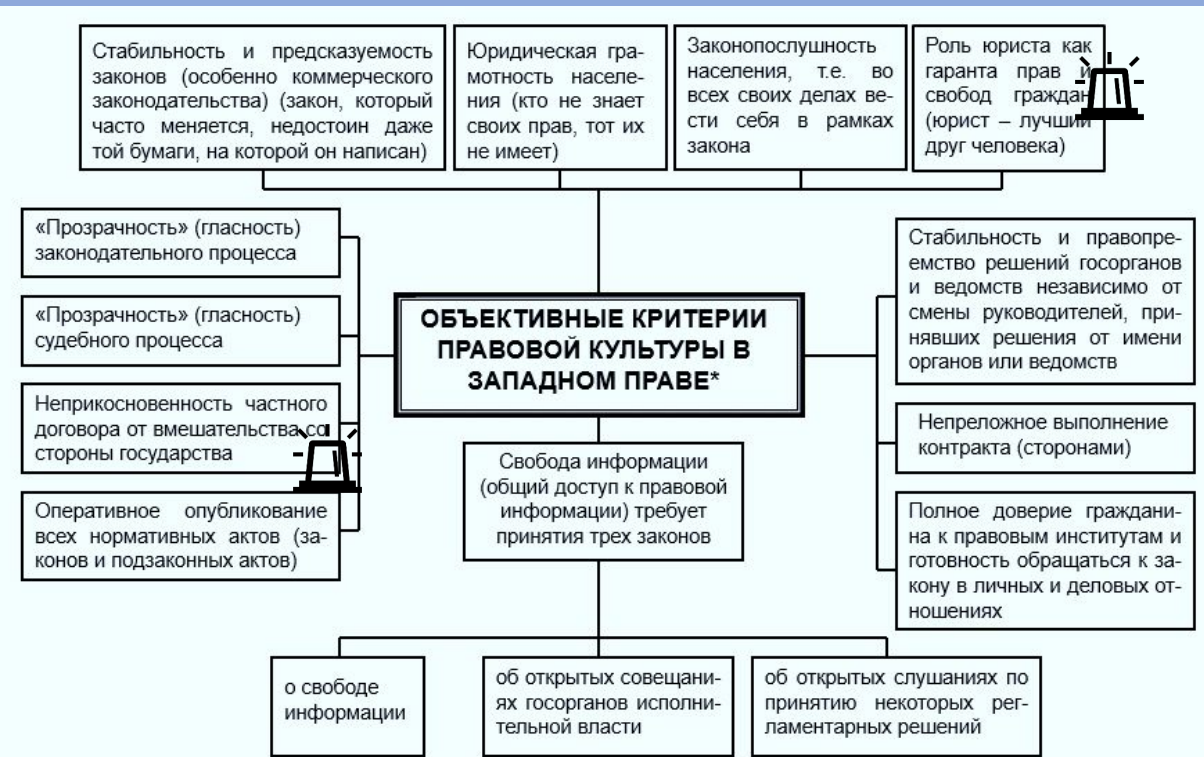 Стабильность и предсказуемость
законов (особенно коммерческого
законодательства) (закон, который
часто меняется, недостоин даже
той бумаги, на которой он написан)
Юридическая гра-
мотность населе-
ния (кто не знает
своих прав, тот их
не имеет)
Законопослушность
населения, т.е. во
всех своих делах ве-
сти себя в рамках
закона
Роль юриста как
гаранта прав и
свобод граждан
(юрист – лучший
друг человека)
«Прозрачность» (гласность)
законодательного процесса
«Прозрачность» (гласность)
судебного процесса
Неприкосновенность частного
договора от вмешательства со
стороны государства
Оперативное опубликование
всех нормативных актов (за-
конов и подзаконных актов)
ОБЪЕКТИВНЫЕ КРИТЕРИИ
ПРАВОВОЙ КУЛЬТУРЫ В
ЗАПАДНОМ ПРАВЕ*
Стабильность и правопре-
емство решений госорганов
и ведомств независимо от
смены руководителей, при-
нявших решения от имени
органов или ведомств
Непреложное выполнение
контракта (сторонами)
Полное доверие граждани-
на к правовым институтам и
готовность обращаться к за-
кону в личных и деловых от-
ношениях
Свобода информации
(общий доступ к правовой
информации) требует
принятия трех законов
о свободе
информации
об открытых совещани-
ях госорганов исполни-
тельной власти
об открытых слушаниях по
принятию некоторых рег-
ламентарных решений